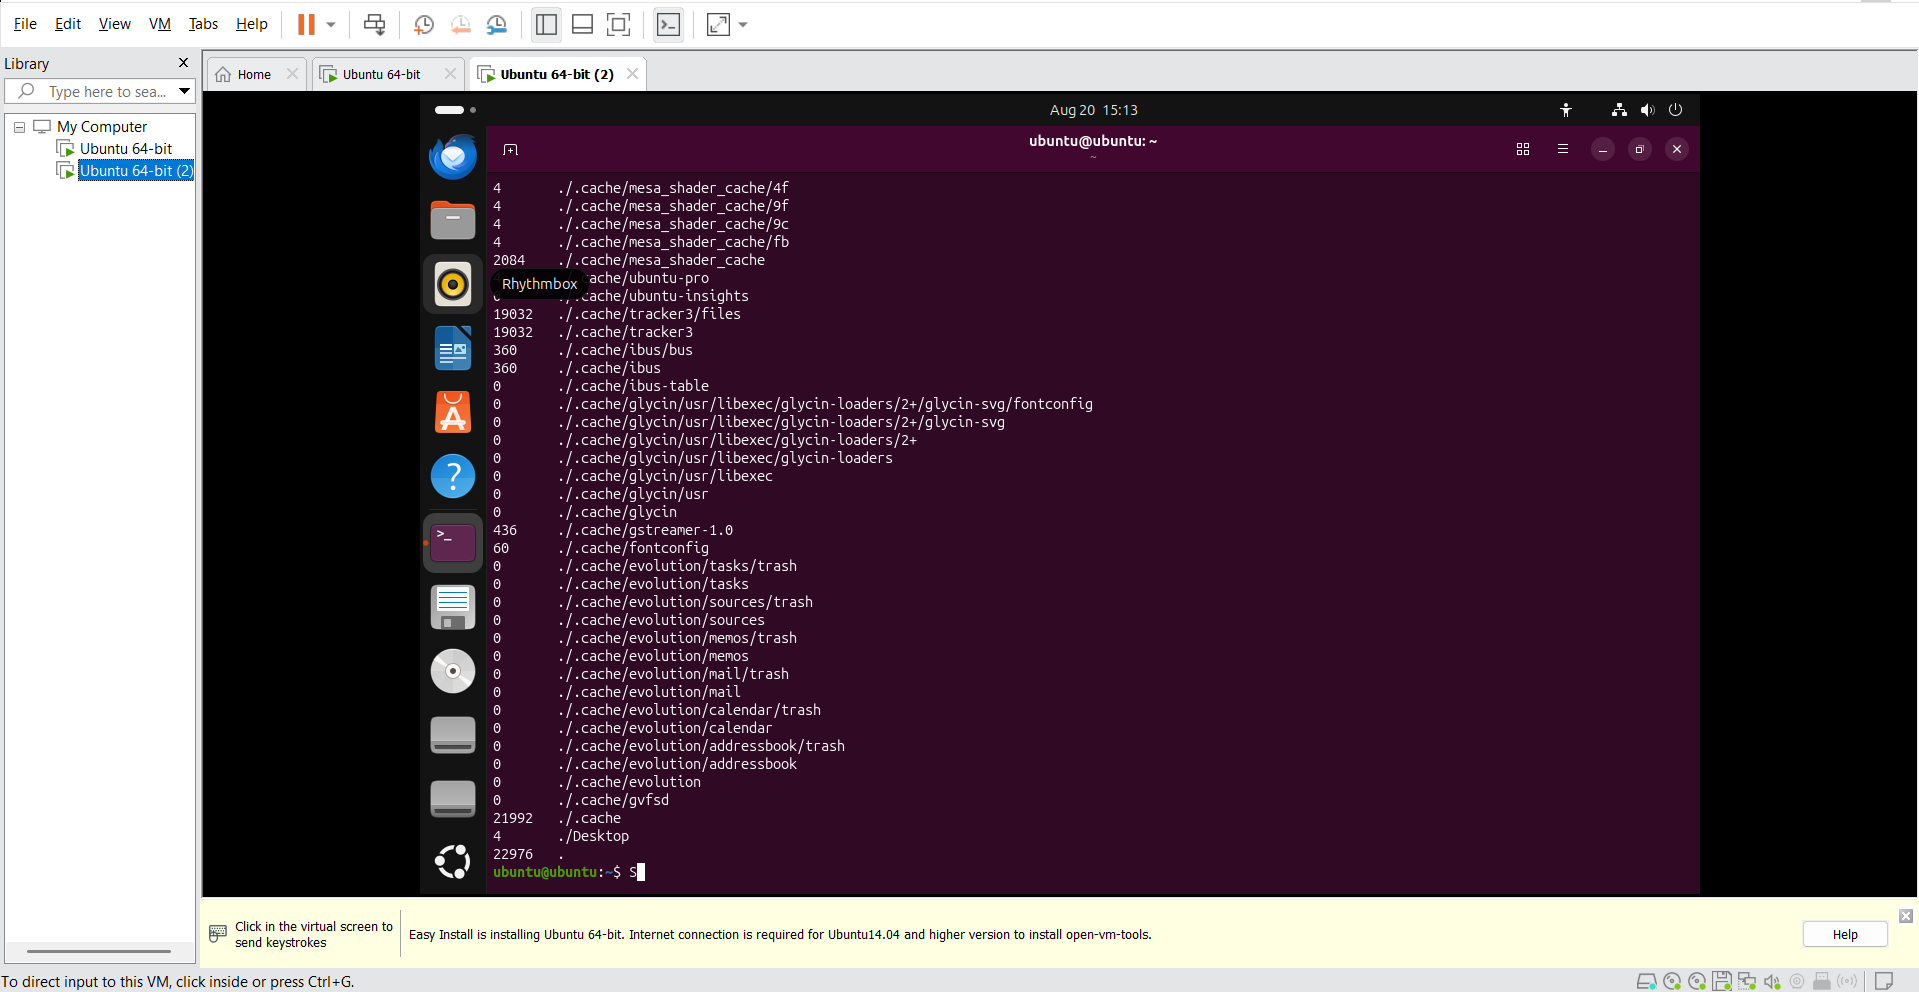 File Edit View VM Tabs Help
Library
Type here to sea...
My Computer
Ubuntu 64-bit
Ubuntu 64-bit (2)
Home
Ubuntu 64-bit
Ubuntu 64-bit (2)
Aug 20 15:13
ubuntu@ubuntu: ~
~
4 ./.cache/mesa_shader_cache/4f
4 ./.cache/mesa_shader_cache/9f
4 ./.cache/mesa_shader_cache/9c
4 ./.cache/mesa_shader_cache/fb
2084 ./.cache/mesa_shader_cache
cache/ubuntu-pro
Rhythmbox
./.cache/ubuntu-insights
19032 ./.cache/tracker3/files
19032 ./.cache/tracker3
360 ./.cache/ibus/bus
360 ./.cache/ibus
0 ./.cache/ibus-table
0 ./.cache/glycin/usr/libexec/glycin-loaders/2+/glycin-svg/fontconfig
0 ./.cache/glycin/usr/libexec/glycin-loaders/2+/glycin-svg
0 ./.cache/glycin/usr/libexec/glycin-loaders/2+
0 ./.cache/glycin/usr/libexec/glycin-loaders
0 ./.cache/glycin/usr/libexec
0 ./.cache/glycin/usr
0 ./.cache/glycin
436 ./.cache/gstreamer-1.0
60 ./.cache/fontconfig
0 ./.cache/evolution/tasks/trash
0 ./.cache/evolution/tasks
0 ./.cache/evolution/sources/trash
0 ./.cache/evolution/sources
0 ./.cache/evolution/memos/trash
0 ./.cache/evolution/memos
0 ./.cache/evolution/mail/trash
0 ./.cache/evolution/mail
0 ./.cache/evolution/calendar/trash
0 ./.cache/evolution/calendar
0 ./.cache/evolution/addressbook/trash
0 ./.cache/evolution/addressbook
0 ./.cache/evolution
0 ./.cache/gvfsd
21992 ./.cache
4 ./Desktop
22976 .
ubuntu@ubuntu:~$ S
Click in the virtual screen to
send keystrokes
Easy Install is installing Ubuntu 64-bit. Internet connection is required for Ubuntu14.04 and higher version to install open-vm-tools.
Help
To direct input to this VM, click inside or press Ctrl+G.